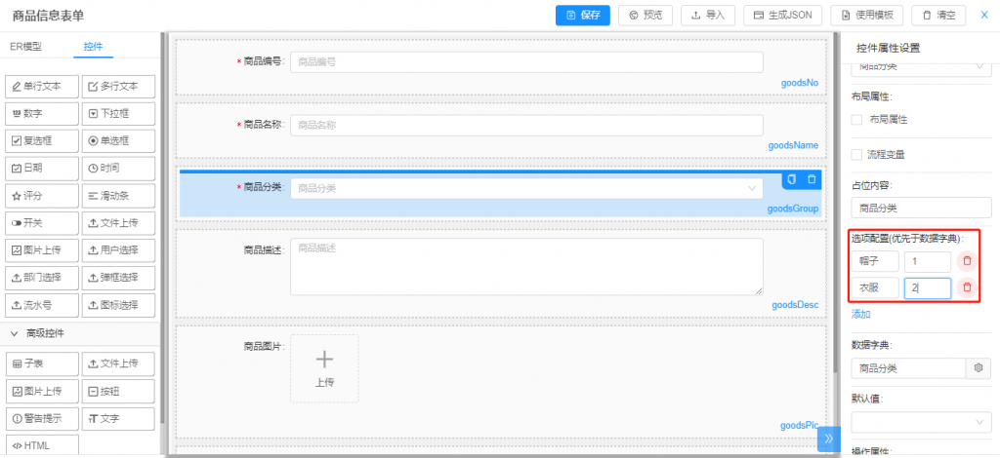 商品信息表单
保存
预览
导入
生成JSON
使用模板
清空
X
ER模型
控件
单行文本
多行文本
数字
下拉框
复选框
单选框
日期
时间
评分
滑动条
开关
文件上传
图片上传
用户选择
部门选择
弹框选择
流水号
图标选择
高级控件
子表
文件上传
图片上传
按钮
警告提示
文字
HTML
* 商品编号:
商品编号
goodsNo
* 商品名称:
商品名称
goodsName
* 商品分类:
商品分类
goodsGroup
商品描述:
商品描述
goodsDesc
商品图片:
上传
goodsPic
控件属性设置
商品分类
布局属性:
布局属性
流程变量
占位内容:
商品分类
选项配置(优先于数据字典):
帽子
1
衣服
2
添加
数据字典:
商品分类
默认值:
操作属性: